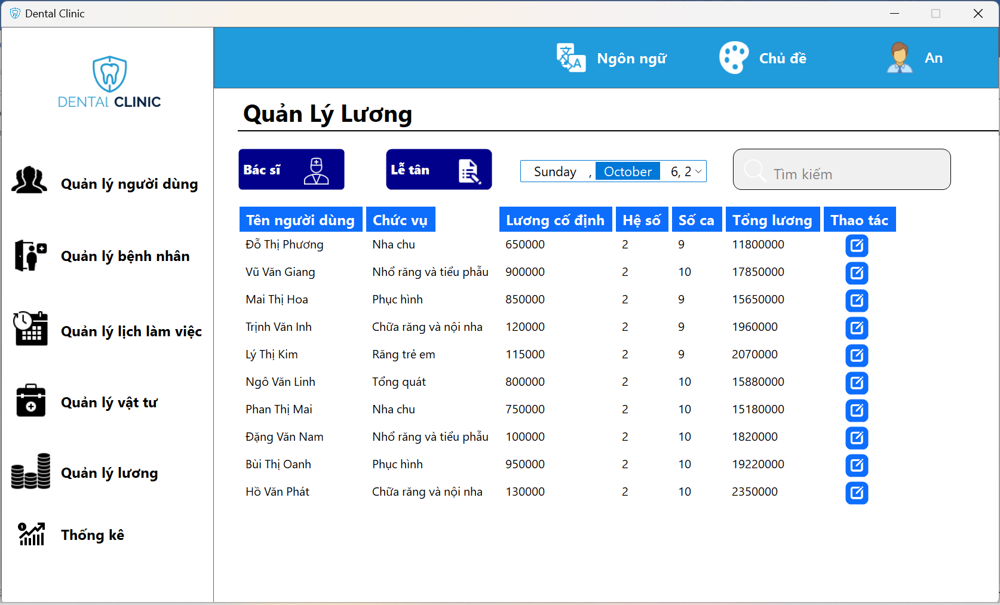 Dental Clinic
DENTAL CLINIC
Ngôn ngữ
Chủ đề
An
Quản lý người dùng
Quản lý bệnh nhân
Quản lý lịch làm việc
Quản lý vật tư
Quản lý lương
Thống kê
Quản Lý Lương
Bác sĩ
Lễ tân
Sunday , October 6, 2
Tìm kiếm
Tên người dùng Chức vụ Lương cố định Hệ số Số ca Tổng lương Thao tác
Đỗ Thị Phương Nha chu 650000 2 9 11800000
Vũ Văn Giang Nhổ răng và tiểu phẫu 900000 2 10 17850000
Mai Thị Hoa Phục hình 850000 2 9 15650000
Trịnh Văn Inh Chữa răng và nội nha 120000 2 9 1960000
Lý Thị Kim Răng trẻ em 115000 2 9 2070000
Ngô Văn Linh Tổng quát 800000 2 10 15880000
Phan Thị Mai Nha chu 750000 2 10 15180000
Đặng Văn Nam Nhổ răng và tiểu phẫu 100000 2 10 1820000
Bùi Thị Oanh Phục hình 950000 2 10 19220000
Hồ Văn Phát Chữa răng và nội nha 130000 2 10 2350000